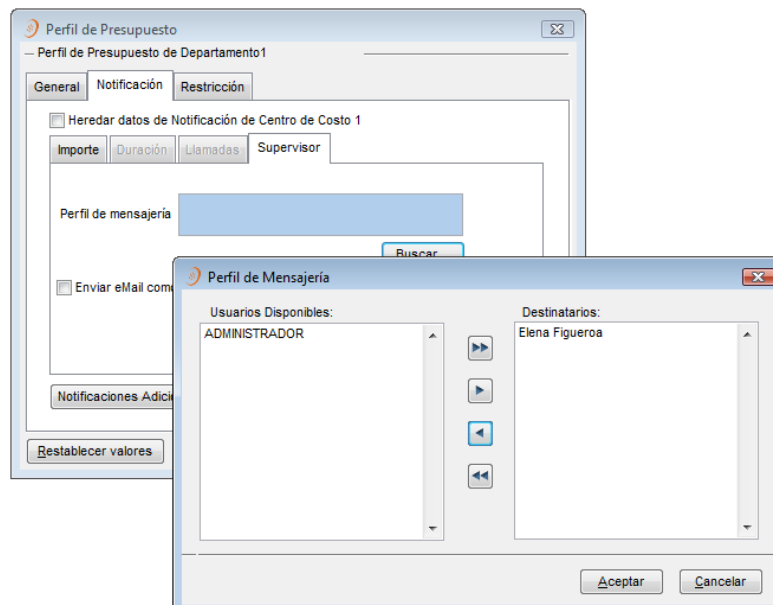 Perfil de Presupuesto
Perfil de Presupuesto de Departamento1
General Notificación Restricción
Heredar datos de Notificación de Centro de Costo 1
Importe Duración Llamadas Supervisor
Perfil de mensajería
Buscar
Enviar eMail como
Notificaciones Adici
Restablecer valores
Perfil de Mensajería
Usuarios Disponibles: Destinatarios:
ADMINISTRADOR Elena Figueroa
Aceptar Cancelar